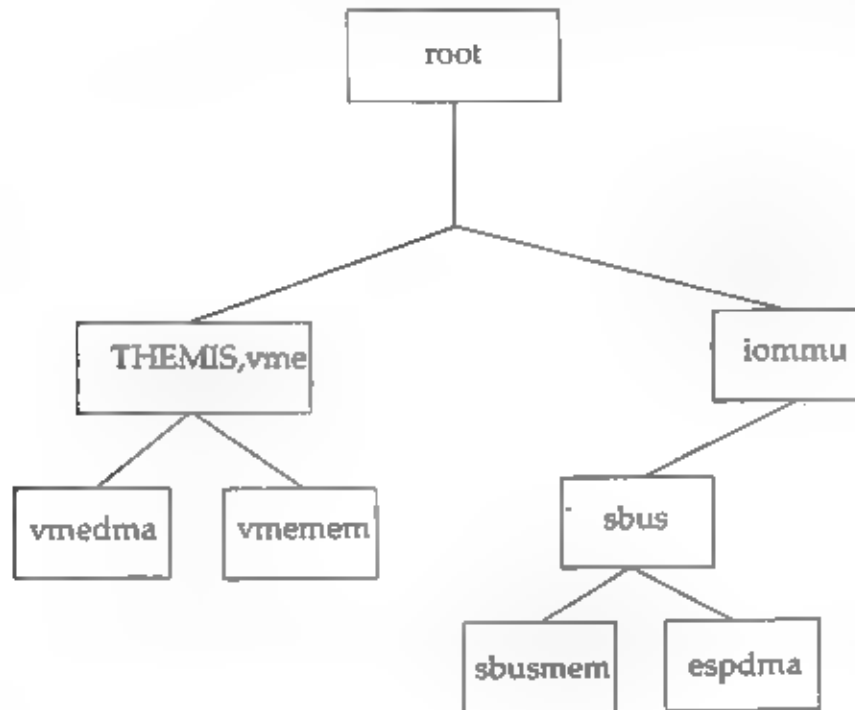 root
THEMIS,vme
iommu
vmedma
vmemem
sbus
sbusmem
espdma